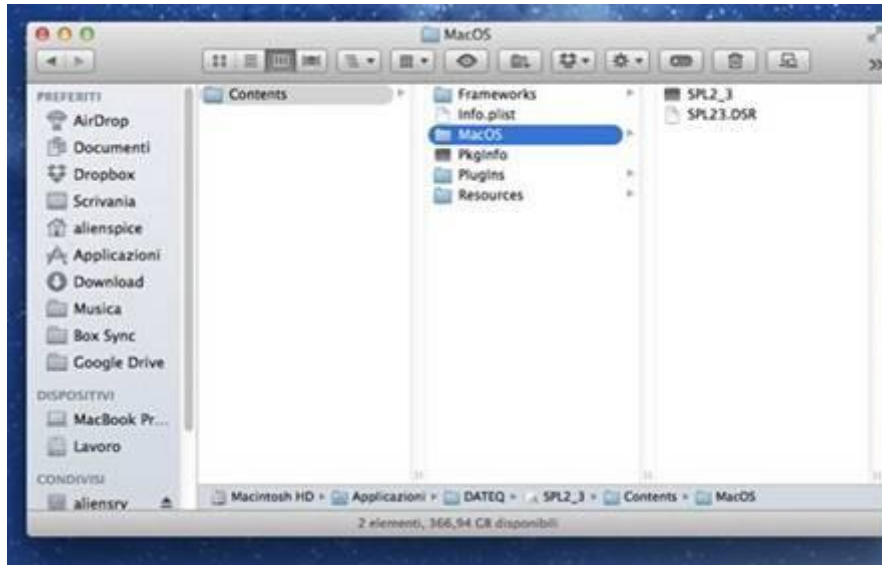 MacOS
PREFERITI
AirDrop
Documenti
Dropbox
Scrivania
alienspice
Applicazioni
Download
Musica
Box Sync
Google Drive
DISPOSITIVI
MacBook Pr...
Lavoro
CONDIVISI
aliensrv
Contents
Frameworks
Info.plist
MacOS
PkgInfo
PlugIns
Resources
SPL2_3
SPL23.DSR
Macintosh HD ▸ Applicazioni ▸ DATEQ ▸ SPL2_3 ▸ Contents ▸ MacOS
2 elementi, 366,94 GB disponibili